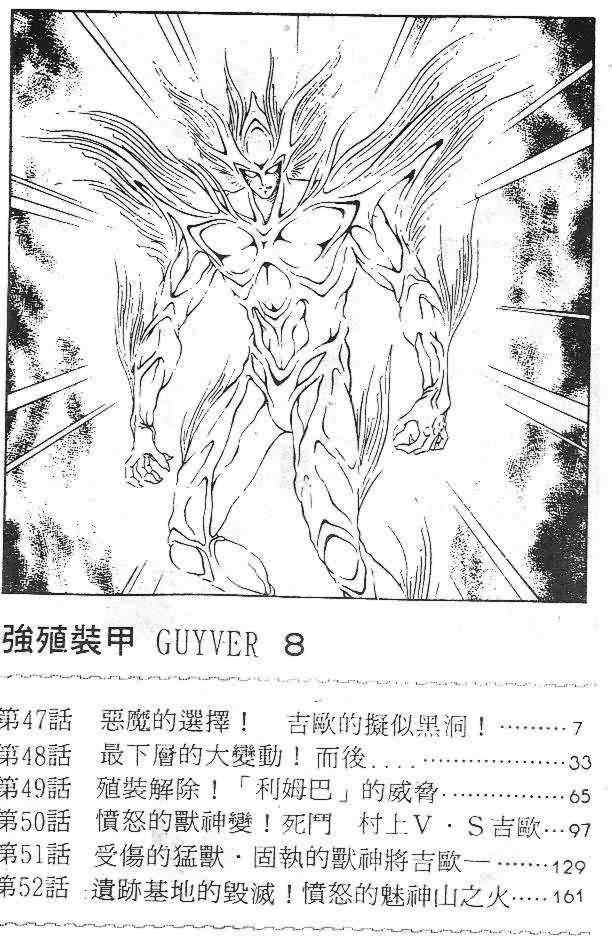 強殖裝甲 GUYVER 8
第47話 惡魔的選擇! 吉歐的擬似黑洞!………7
第48話 最下層的大變動!而後....……………33
第49話 殖裝解除!「利姆巴」的威脅……………65
第50話 憤怒的獸神變!死鬥 村上V・S吉歐…97
第51話 受傷的猛獸・固執的獸神將吉歐—……129
第52話 遺跡基地的毀滅!憤怒的魅神山之火……161